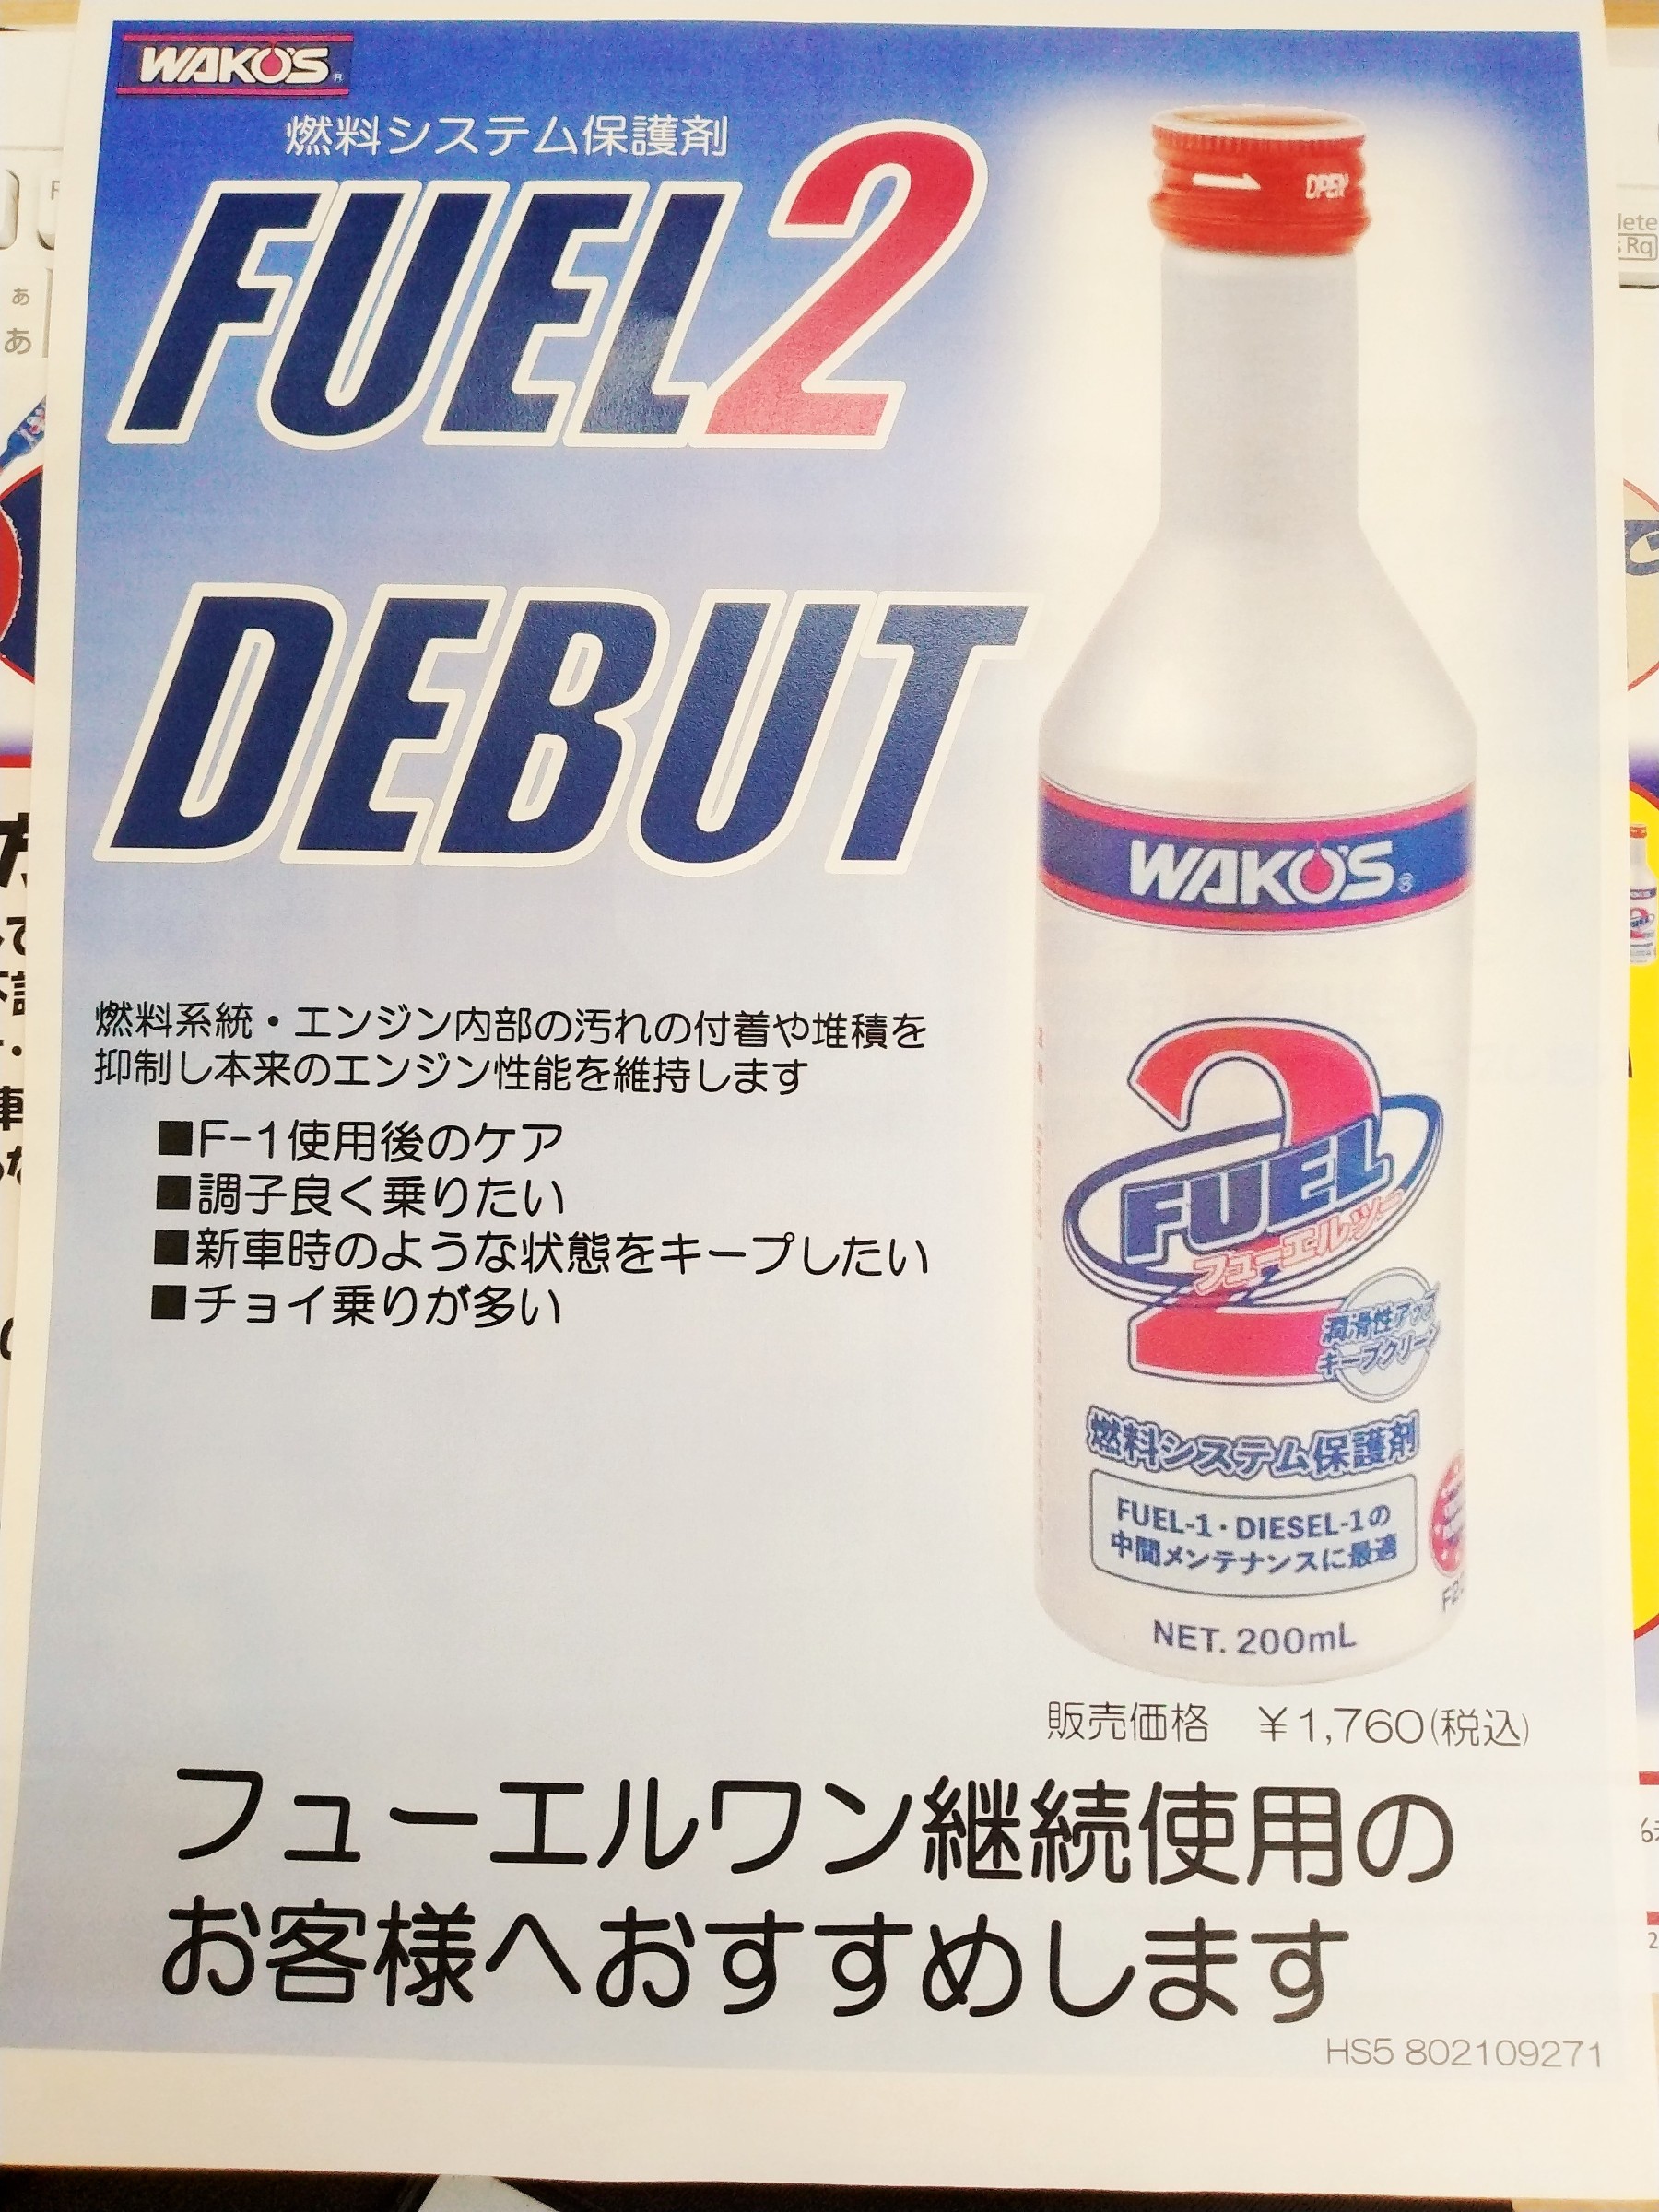 WAKO'S
燃料システム保護剤
FUEL2
DEBUT
燃料系統・エンジン内部の汚れの付着や堆積を
抑制し本来のエンジン性能を維持します
■F-1使用後のケア
■調子良く乗りたい
■新車時のような状態をキープしたい
■チョイ乗りが多い
OPEN
WAKO'S®
2
FUEL
フューエルツー
潤滑性アップ
キープクリーン
燃料システム保護剤
FUEL-1・DIESEL-1の
中間メンテナンスに最適
NET. 200mL
販売価格 ¥1,760(税込)
フューエルワン継続使用の
お客様へおすすめします
HS5 802109271